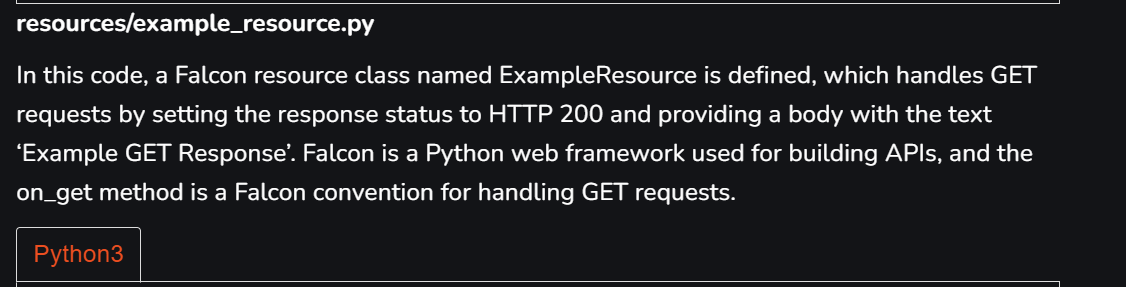 resources/example_resource.py
In this code, a Falcon resource class named ExampleResource is defined, which handles GET
requests by setting the response status to HTTP 200 and providing a body with the text
‘Example GET Response’. Falcon is a Python web framework used for building APIs, and the
on_get method is a Falcon convention for handling GET requests.
Python3